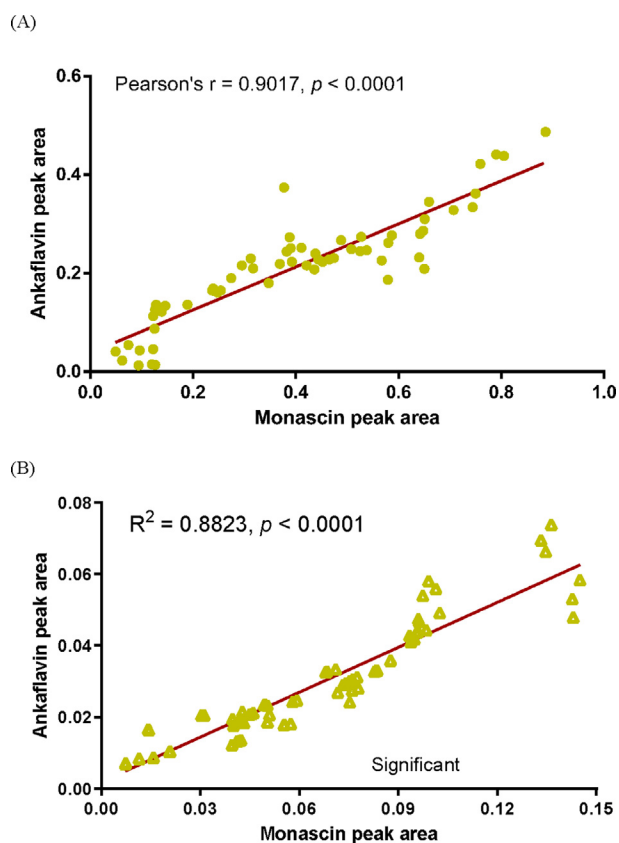 (A)
Pearson's r = 0.9017, p < 0.0001
Ankaflavin peak area
0.6
0.4
0.2
0.0
0.0 0.2 0.4 0.6 0.8 1.0
Monascin peak area
(B)
R² = 0.8823, p < 0.0001
Ankaflavin peak area
0.08
0.06
0.04
0.02
0.00
Significant
0.00 0.03 0.06 0.09 0.12 0.15
Monascin peak area